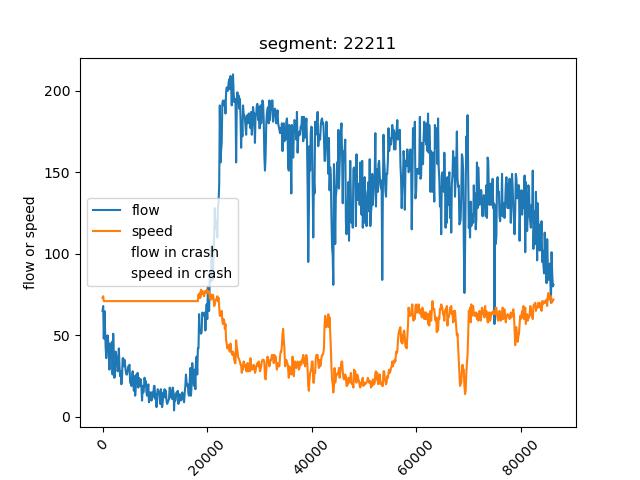 segment: 22211
flow or speed
200
150
100
50
0
flow
speed
flow in crash
speed in crash
0
20000
40000
60000
80000